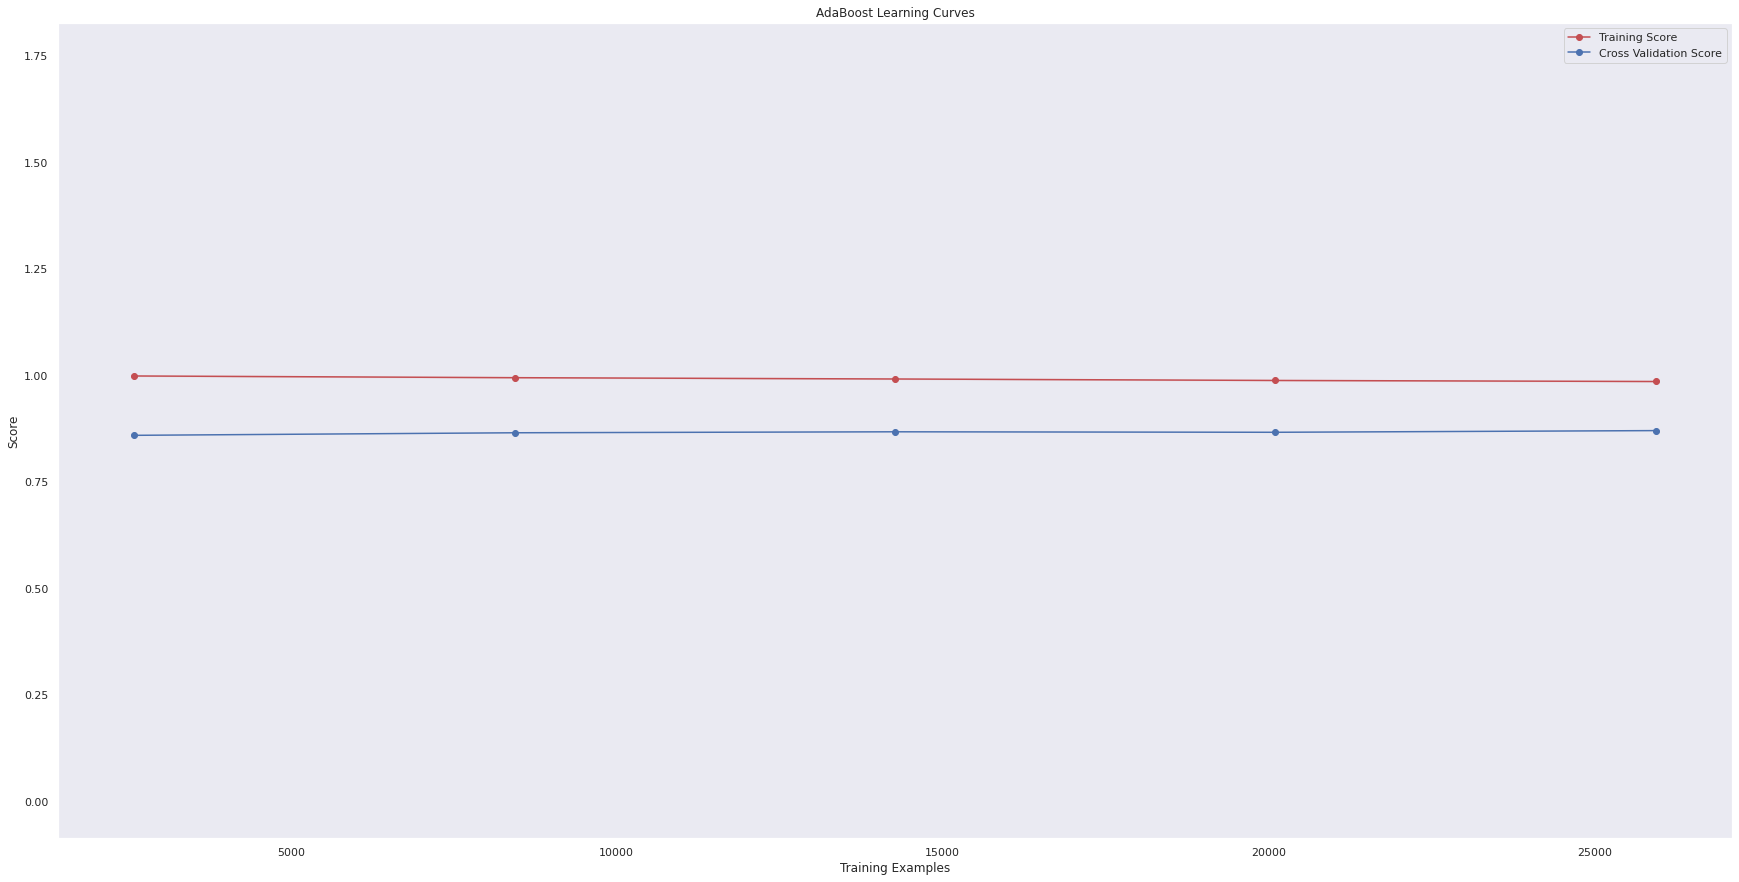 AdaBoost Learning Curves
Training Score
Cross Validation Score
1.75
1.50
1.25
1.00
0.75
0.50
0.25
0.00
Score
5000
10000
15000
20000
25000
Training Examples